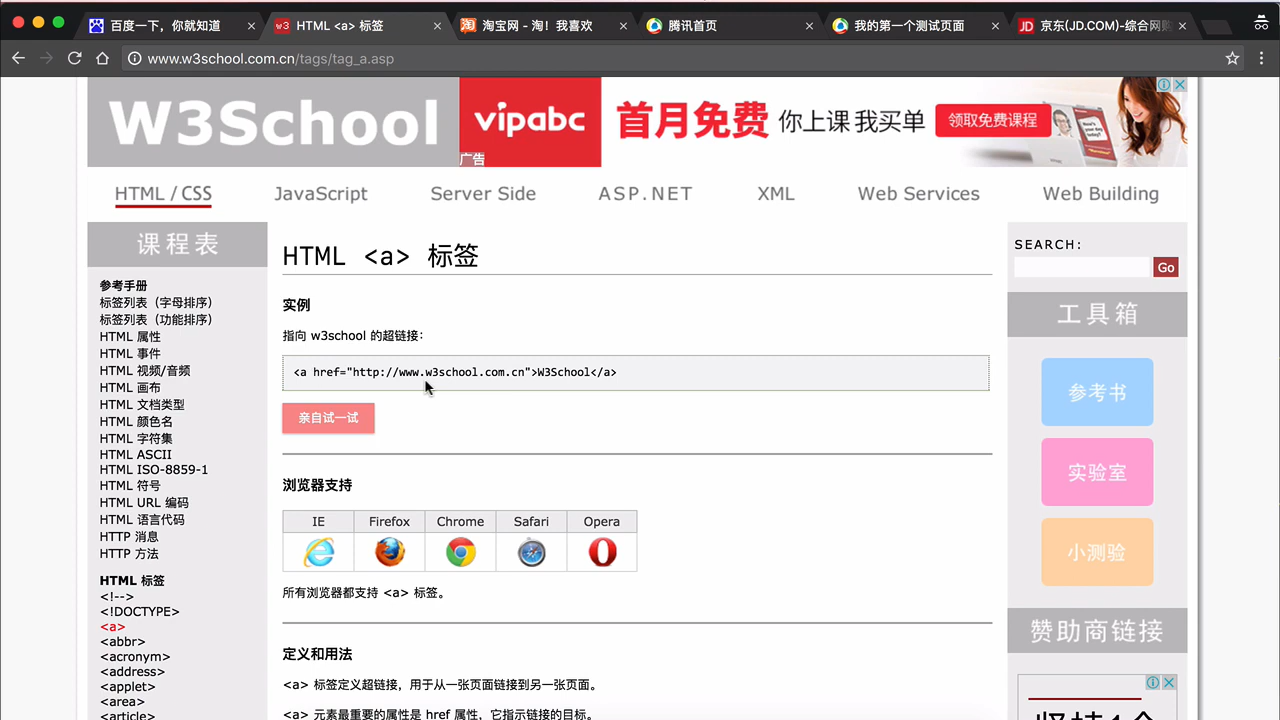 百度一下，你就知道
HTML <a> 标签
淘宝网 - 淘！我喜欢
腾讯首页
我的第一个测试页面
京东(JD.COM)-综合网购
www.w3school.com.cn/tags/tag_a.asp
W3School
vipabc
广告
首月免费
你上课 我买单
领取免费课程
HTML / CSS
JavaScript
Server Side
ASP.NET
XML
Web Services
Web Building
课程表
参考手册
标签列表（字母排序）
标签列表（功能排序）
HTML 属性
HTML 事件
HTML 视频/音频
HTML 画布
HTML 文档类型
HTML 颜色名
HTML 字符集
HTML ASCII
HTML ISO-8859-1
HTML 符号
HTML URL 编码
HTML 语言代码
HTTP 消息
HTTP 方法
HTML 标签
<!-->
<!DOCTYPE>
<a>
<abbr>
<acronym>
<address>
<applet>
<area>
<article>
HTML <a> 标签
实例
指向 w3school 的超链接：
<a href="http://www.w3school.com.cn">W3School</a>
亲自试一试
浏览器支持
IE Firefox Chrome Safari Opera
所有浏览器都支持 <a> 标签。
定义和用法
<a> 标签定义超链接，用于从一张页面链接到另一张页面。
<a> 元素最重要的属性是 href 属性，它指示链接的目标。
SEARCH:
Go
工具箱
参考书
实验室
小测验
赞助商链接